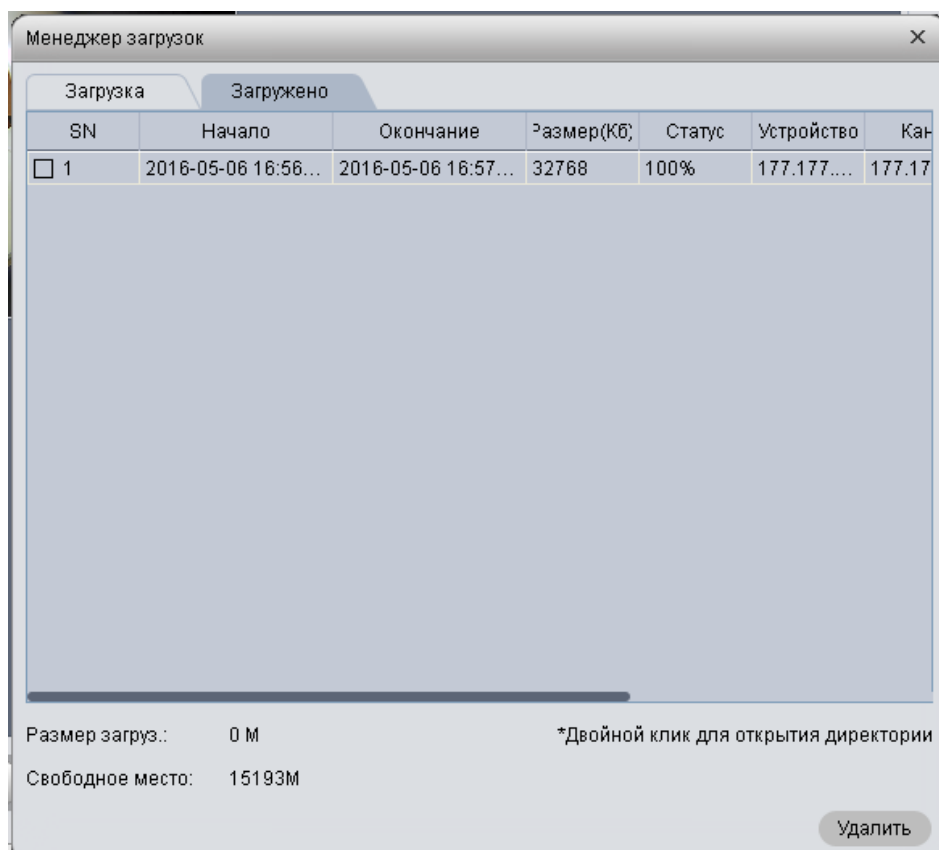 Менеджер загрузок
Загрузка Загружено
SN Начало Окончание Размер(Кб) Статус Устройство Кан
1 2016-05-06 16:56... 2016-05-06 16:57... 32768 100% 177.177.... 177.17
Размер загруз.: 0 M *Двойной клик для открытия директории
Свободное место: 15193M
Удалить